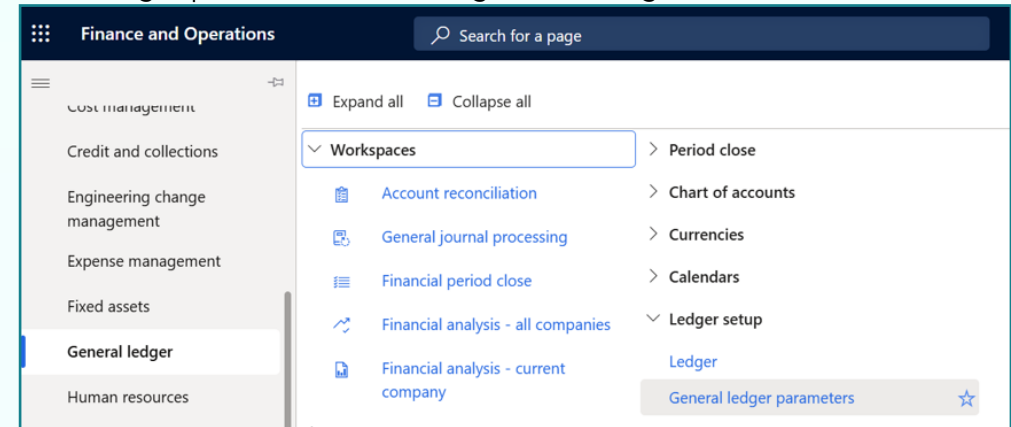 Finance and Operations
Search for a page
Cost management
Credit and collections
Engineering change
management
Expense management
Fixed assets
General ledger
Human resources
Expand all
Collapse all
Workspaces
Account reconciliation
General journal processing
Financial period close
Financial analysis - all companies
Financial analysis - current
company
Period close
Chart of accounts
Currencies
Calendars
Ledger setup
Ledger
General ledger parameters